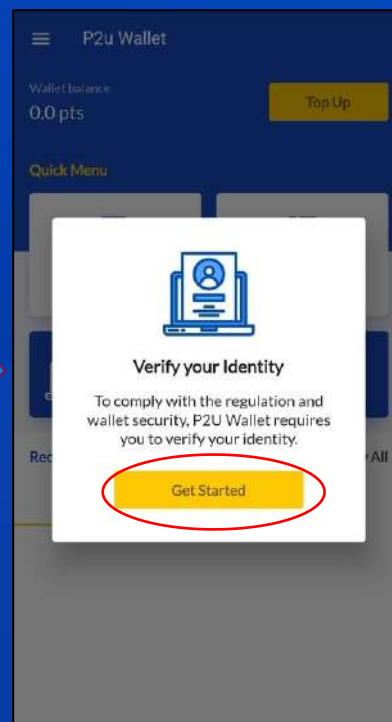 P2u Wallet
Wallet balance
0.0 pts
Top Up
Quick Menu
Verify your Identity
To comply with the regulation and
wallet security, P2U Wallet requires
you to verify your identity.
Get Started
All